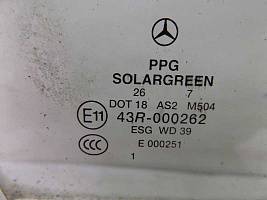 PPG
SOLARGREEN
26 7
DOT 18 AS2 M504
E11 43R-000262
ESG WD 39
CCC E 000251
1